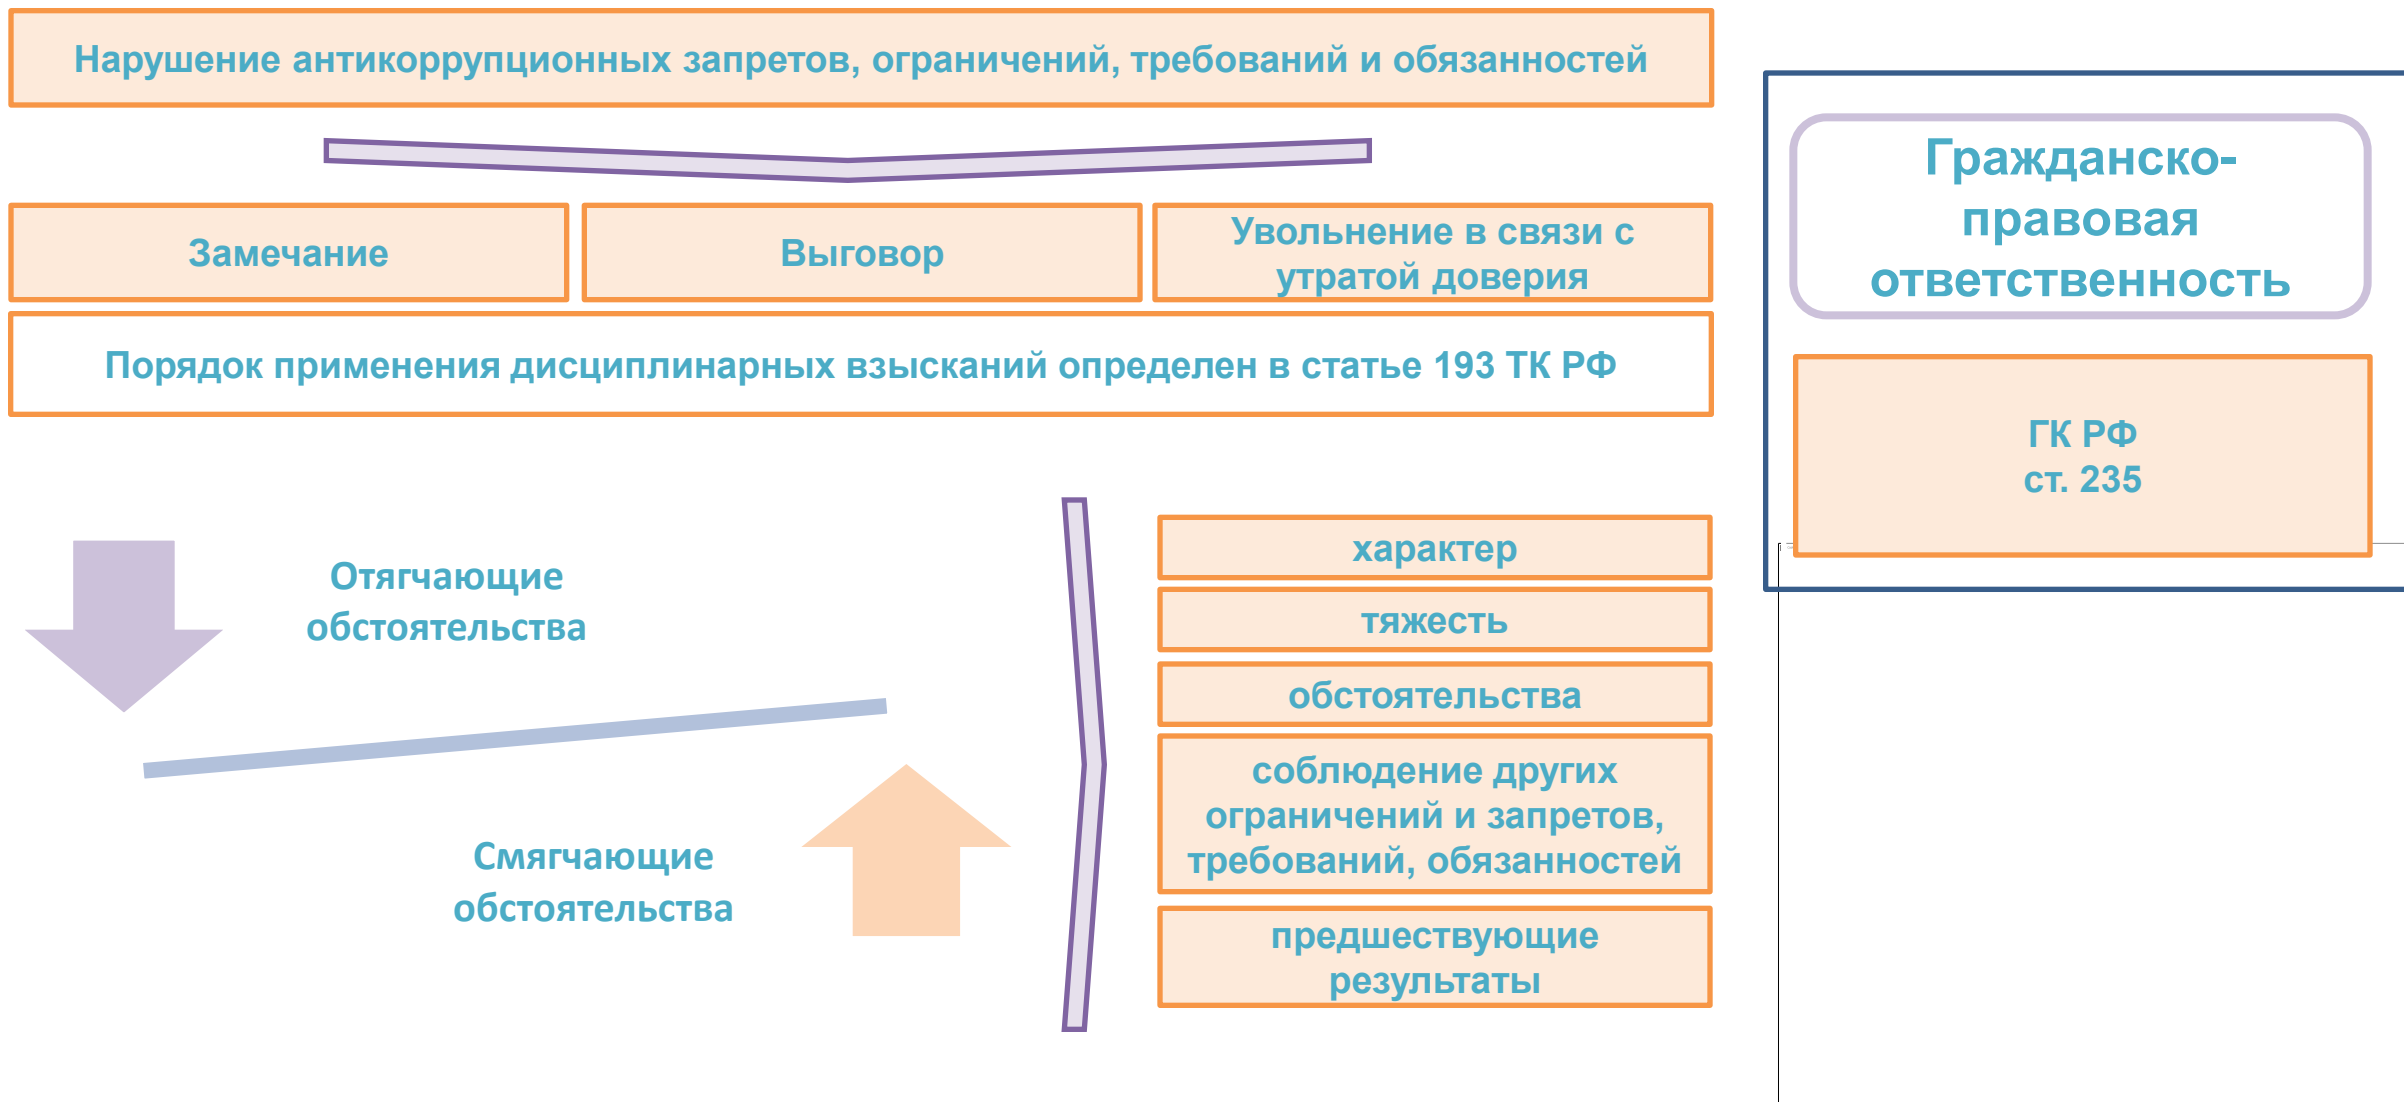 Нарушение антикоррупционных запретов, ограничений, требований и обязанностей
Замечание
Выговор
Увольнение в связи с
утратой доверия
Порядок применения дисциплинарных взысканий определен в статье 193 ТК РФ
Отягчающие
обстоятельства
Смягчающие
обстоятельства
характер
тяжесть
обстоятельства
соблюдение других
ограничений и запретов,
требований, обязанностей
предшествующие
результаты
Гражданско-
правовая
ответственность
ГК РФ
ст. 235